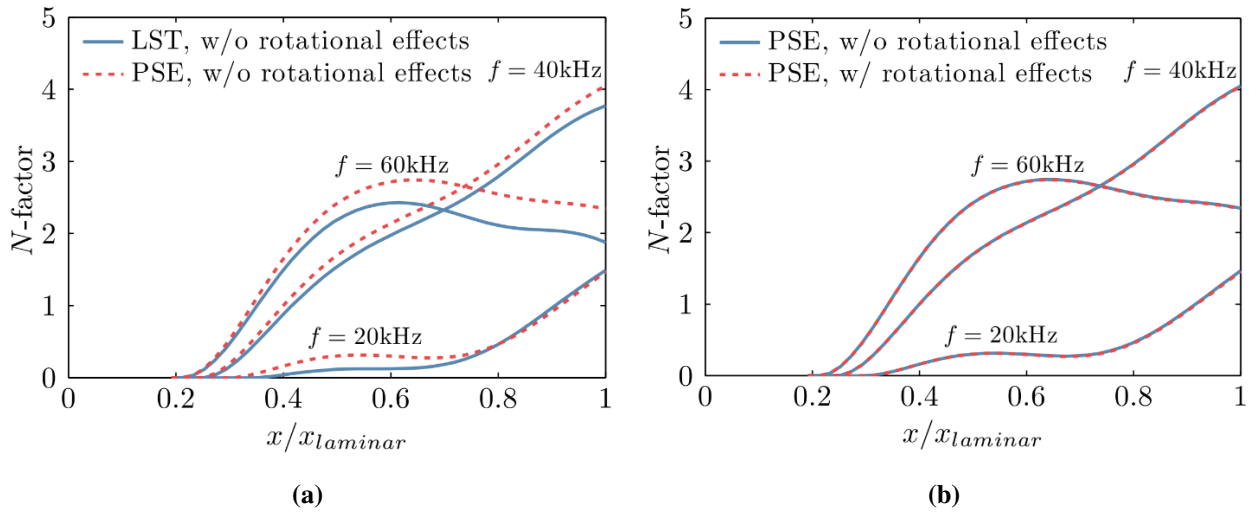 5
4
3
2
1
0
N-factor
LST, w/o rotational effects
PSE, w/o rotational effects
f = 40kHz
f = 60kHz
f = 20kHz
0 0.2 0.4 0.6 0.8 1
x/x_laminar
(a)
5
4
3
2
1
0
N-factor
PSE, w/o rotational effects
PSE, w/ rotational effects
f = 40kHz
f = 60kHz
f = 20kHz
0 0.2 0.4 0.6 0.8 1
x/x_laminar
(b)